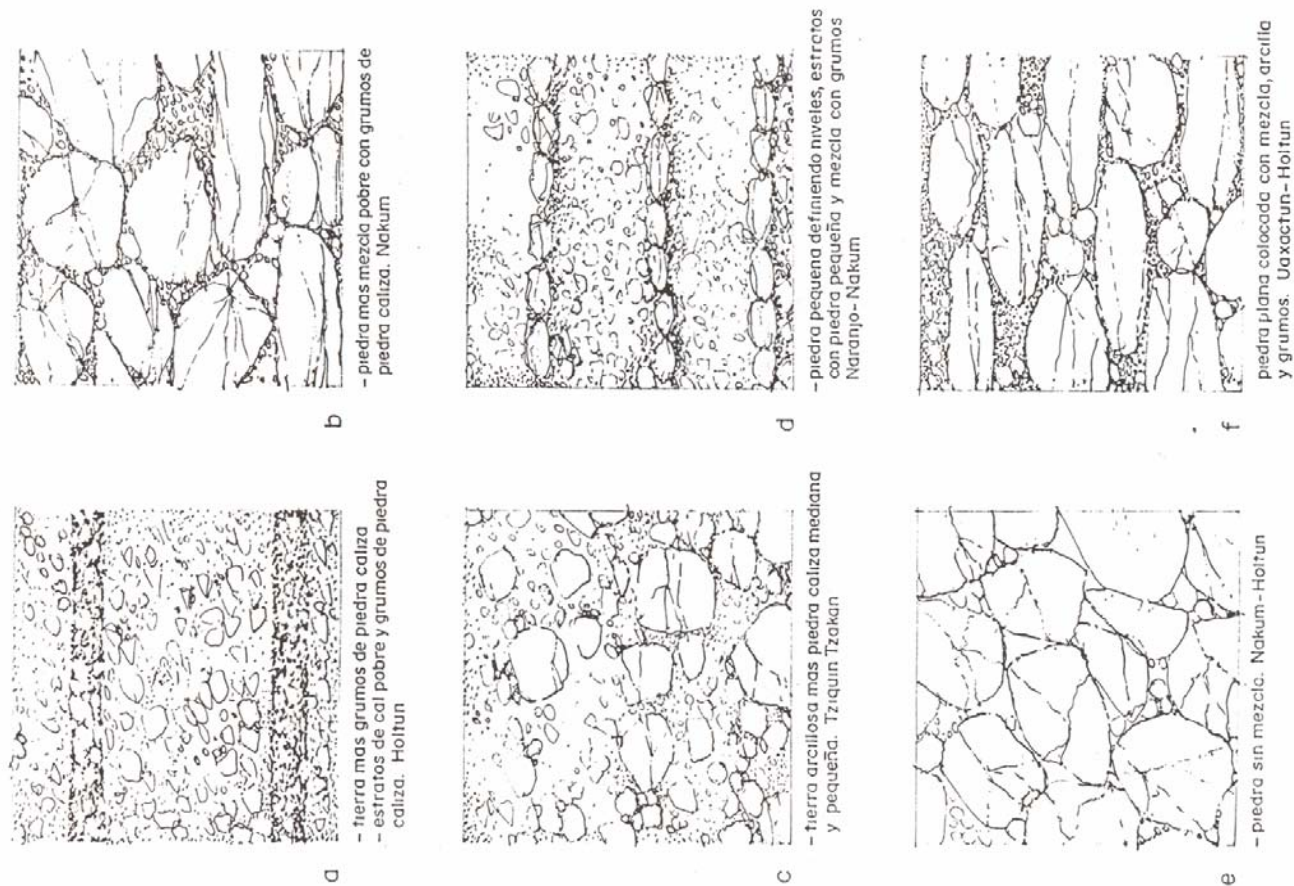 a
- tierra mas grumos de piedra caliza
- estratos de cal pobre y grumos de piedra
caliza. Holtun
b
- piedra mas mezcla pobre con grumos de
piedra caliza. Nakum
c
- tierra arcillosa mas piedra caliza mediana
y pequeña. Tziquin Tzakan
d
- piedra pequena definiendo niveles, estratos
con piedra pequeña y mezcla con grumos
Naranjo-Nakum
e
- piedra sin mezcla. Nakum-Holtun
f
piedra plana colocada con mezcla, arcilla
y grumos. Uaxactun-Holtun